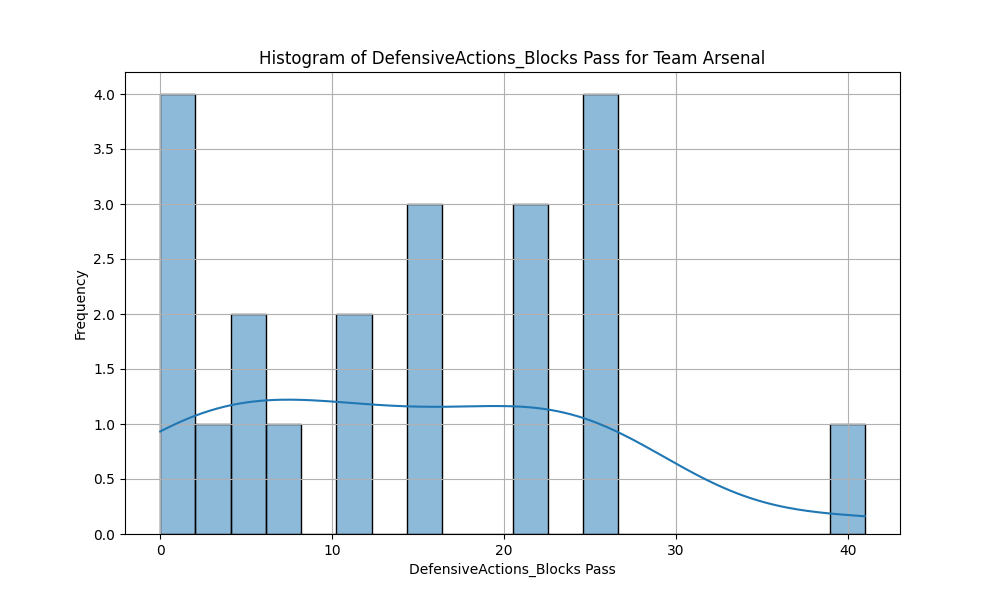 Histogram of DefensiveActions_Blocks Pass for Team Arsenal
4.0
3.5
3.0
2.5
2.0
1.5
1.0
0.5
0.0
Frequency
0 10 20 30 40
DefensiveActions_Blocks Pass